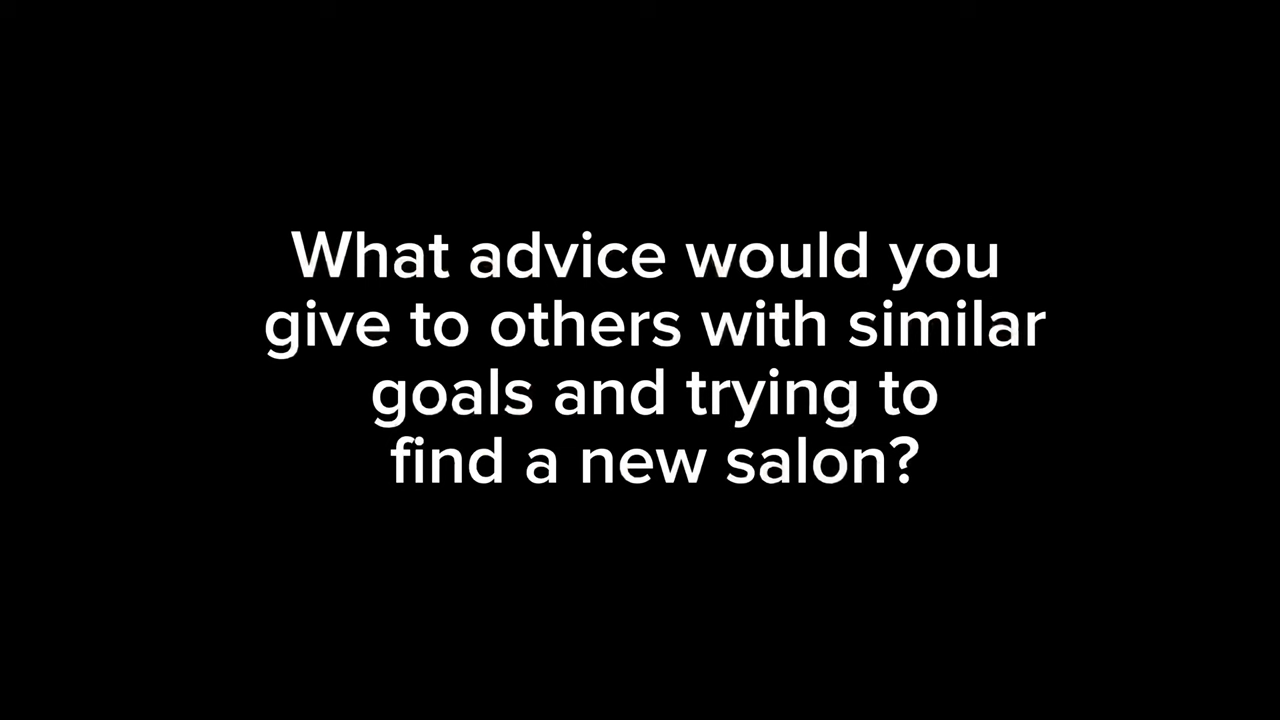 What advice would you
give to others with similar
goals and trying to
find a new salon?